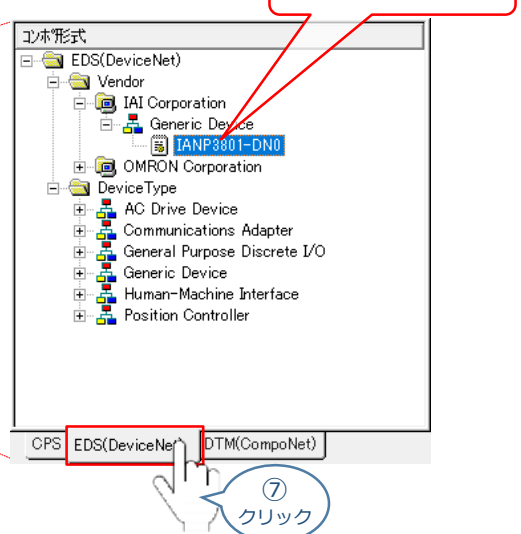 コンポ形式
EDS(DeviceNet)
Vendor
IAI Corporation
Generic Device
IANP3801-DN0
OMRON Corporation
DeviceType
AC Drive Device
Communications Adapter
General Purpose Discrete I/O
Generic Device
Human-Machine Interface
Position Controller
CPS EDS(DeviceNet) DTM(CompoNet)
⑦
クリック